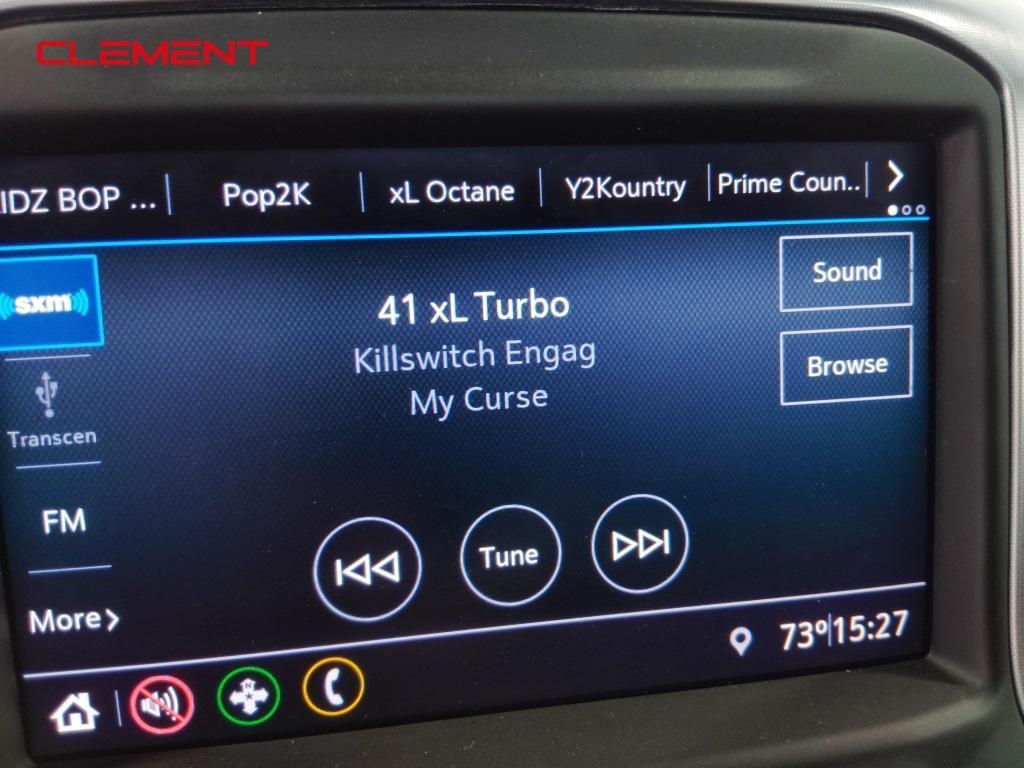 CLEMENT
IDZ BOP ... Pop2K xL Octane Y2Kountry Prime Coun..
sxm
Sound
41 xL Turbo
Killswitch Engag
My Curse
Browse
Transcen
FM
Tune
More
73° 15:27
N